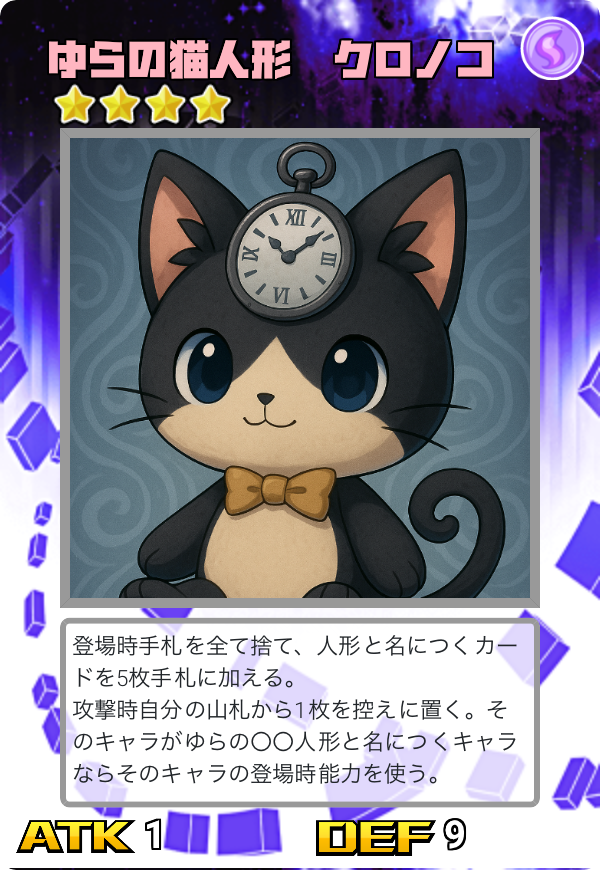 ゆらの猫人形 クロノコ
XII
III
VI
IX
登場時手札を全て捨て、人形と名につくカー
ドを5枚手札に加える。
攻撃時自分の山札から1枚を控えに置く。そ
のキャラがゆらの〇〇人形と名につくキャラ
ならそのキャラの登場時能力を使う。
ATK 1 DEF 9